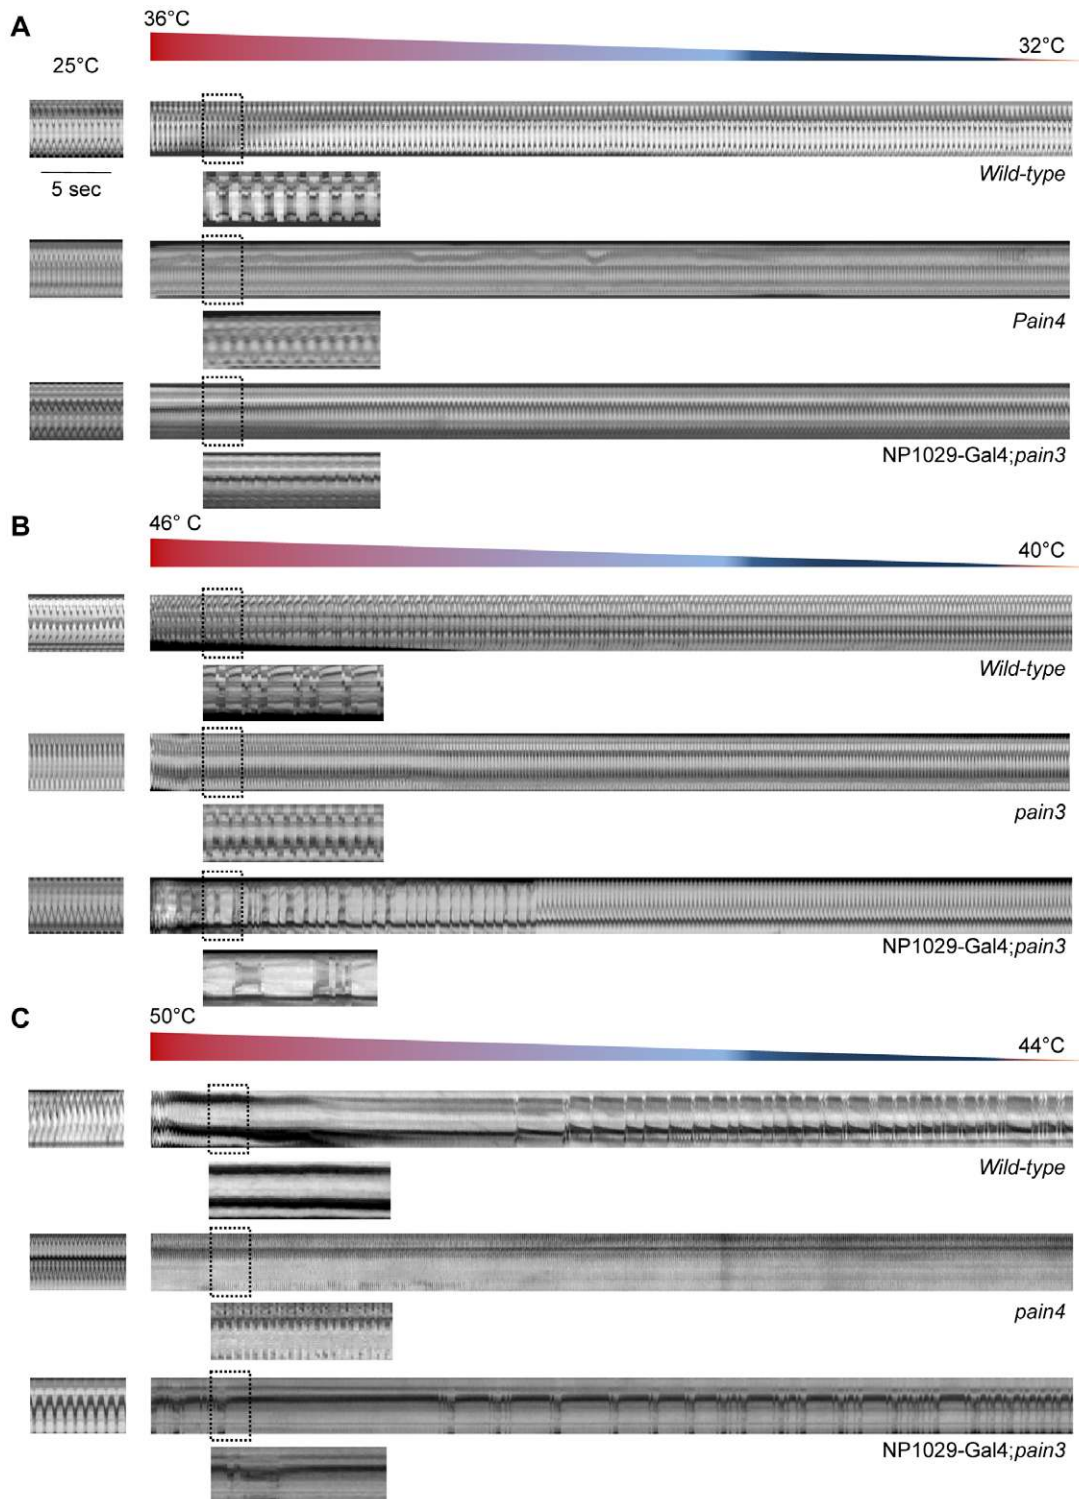 A
36°C
32°C
25°C
5 sec
Wild-type
Pain4
NP1029-Gal4;pain3
B
46° C
40°C
Wild-type
pain3
NP1029-Gal4;pain3
C
50°C
44°C
Wild-type
pain4
NP1029-Gal4;pain3